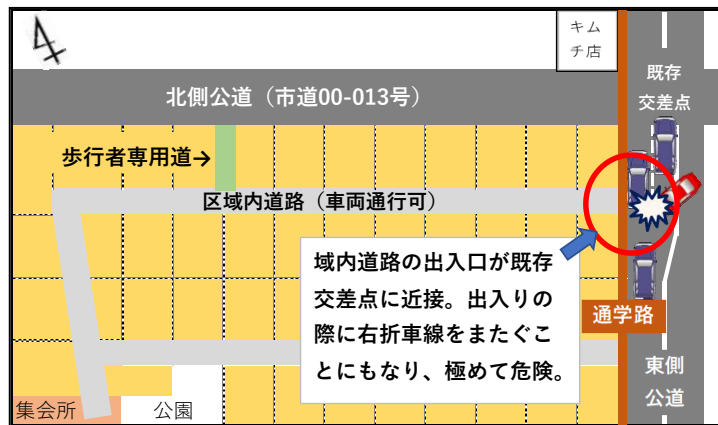 キム
チ店
既存
交差点
北側公道（市道00-013号）
歩行者専用道→
区域内道路（車両通行可）
域内道路の出入口が既存
交差点に近接。出入りの
際に右折車線をまたぐこ
とにもなり、極めて危険。
通学路
東側
公道
集会所
公園